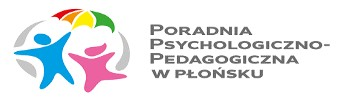 Poradnia
Psychologiczno-
Pedagogiczna
w Płońsku